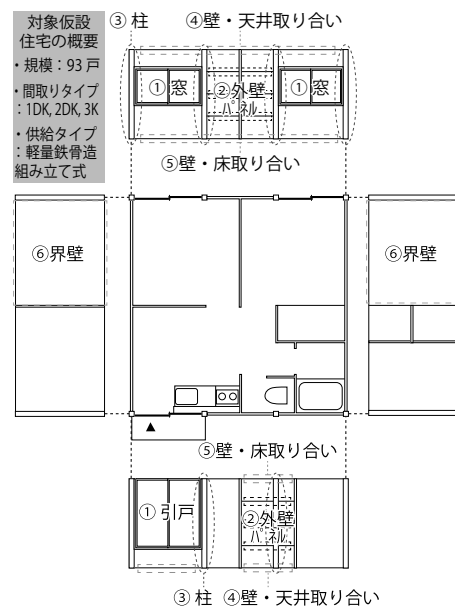 対象仮設
住宅の概要
・規模：93 戸
・間取りタイプ
：1DK, 2DK, 3K
・供給タイプ
：軽量鉄骨造
組み立て式
③ 柱
④壁・天井取り合い
① 窓
②外壁
ﾊﾟﾈﾙ
① 窓
⑤壁・床取り合い
⑥界壁
⑥界壁
▲
⑤壁・床取り合い
① 引戸
②外壁
ﾊﾟﾈﾙ
③ 柱
④壁・天井取り合い